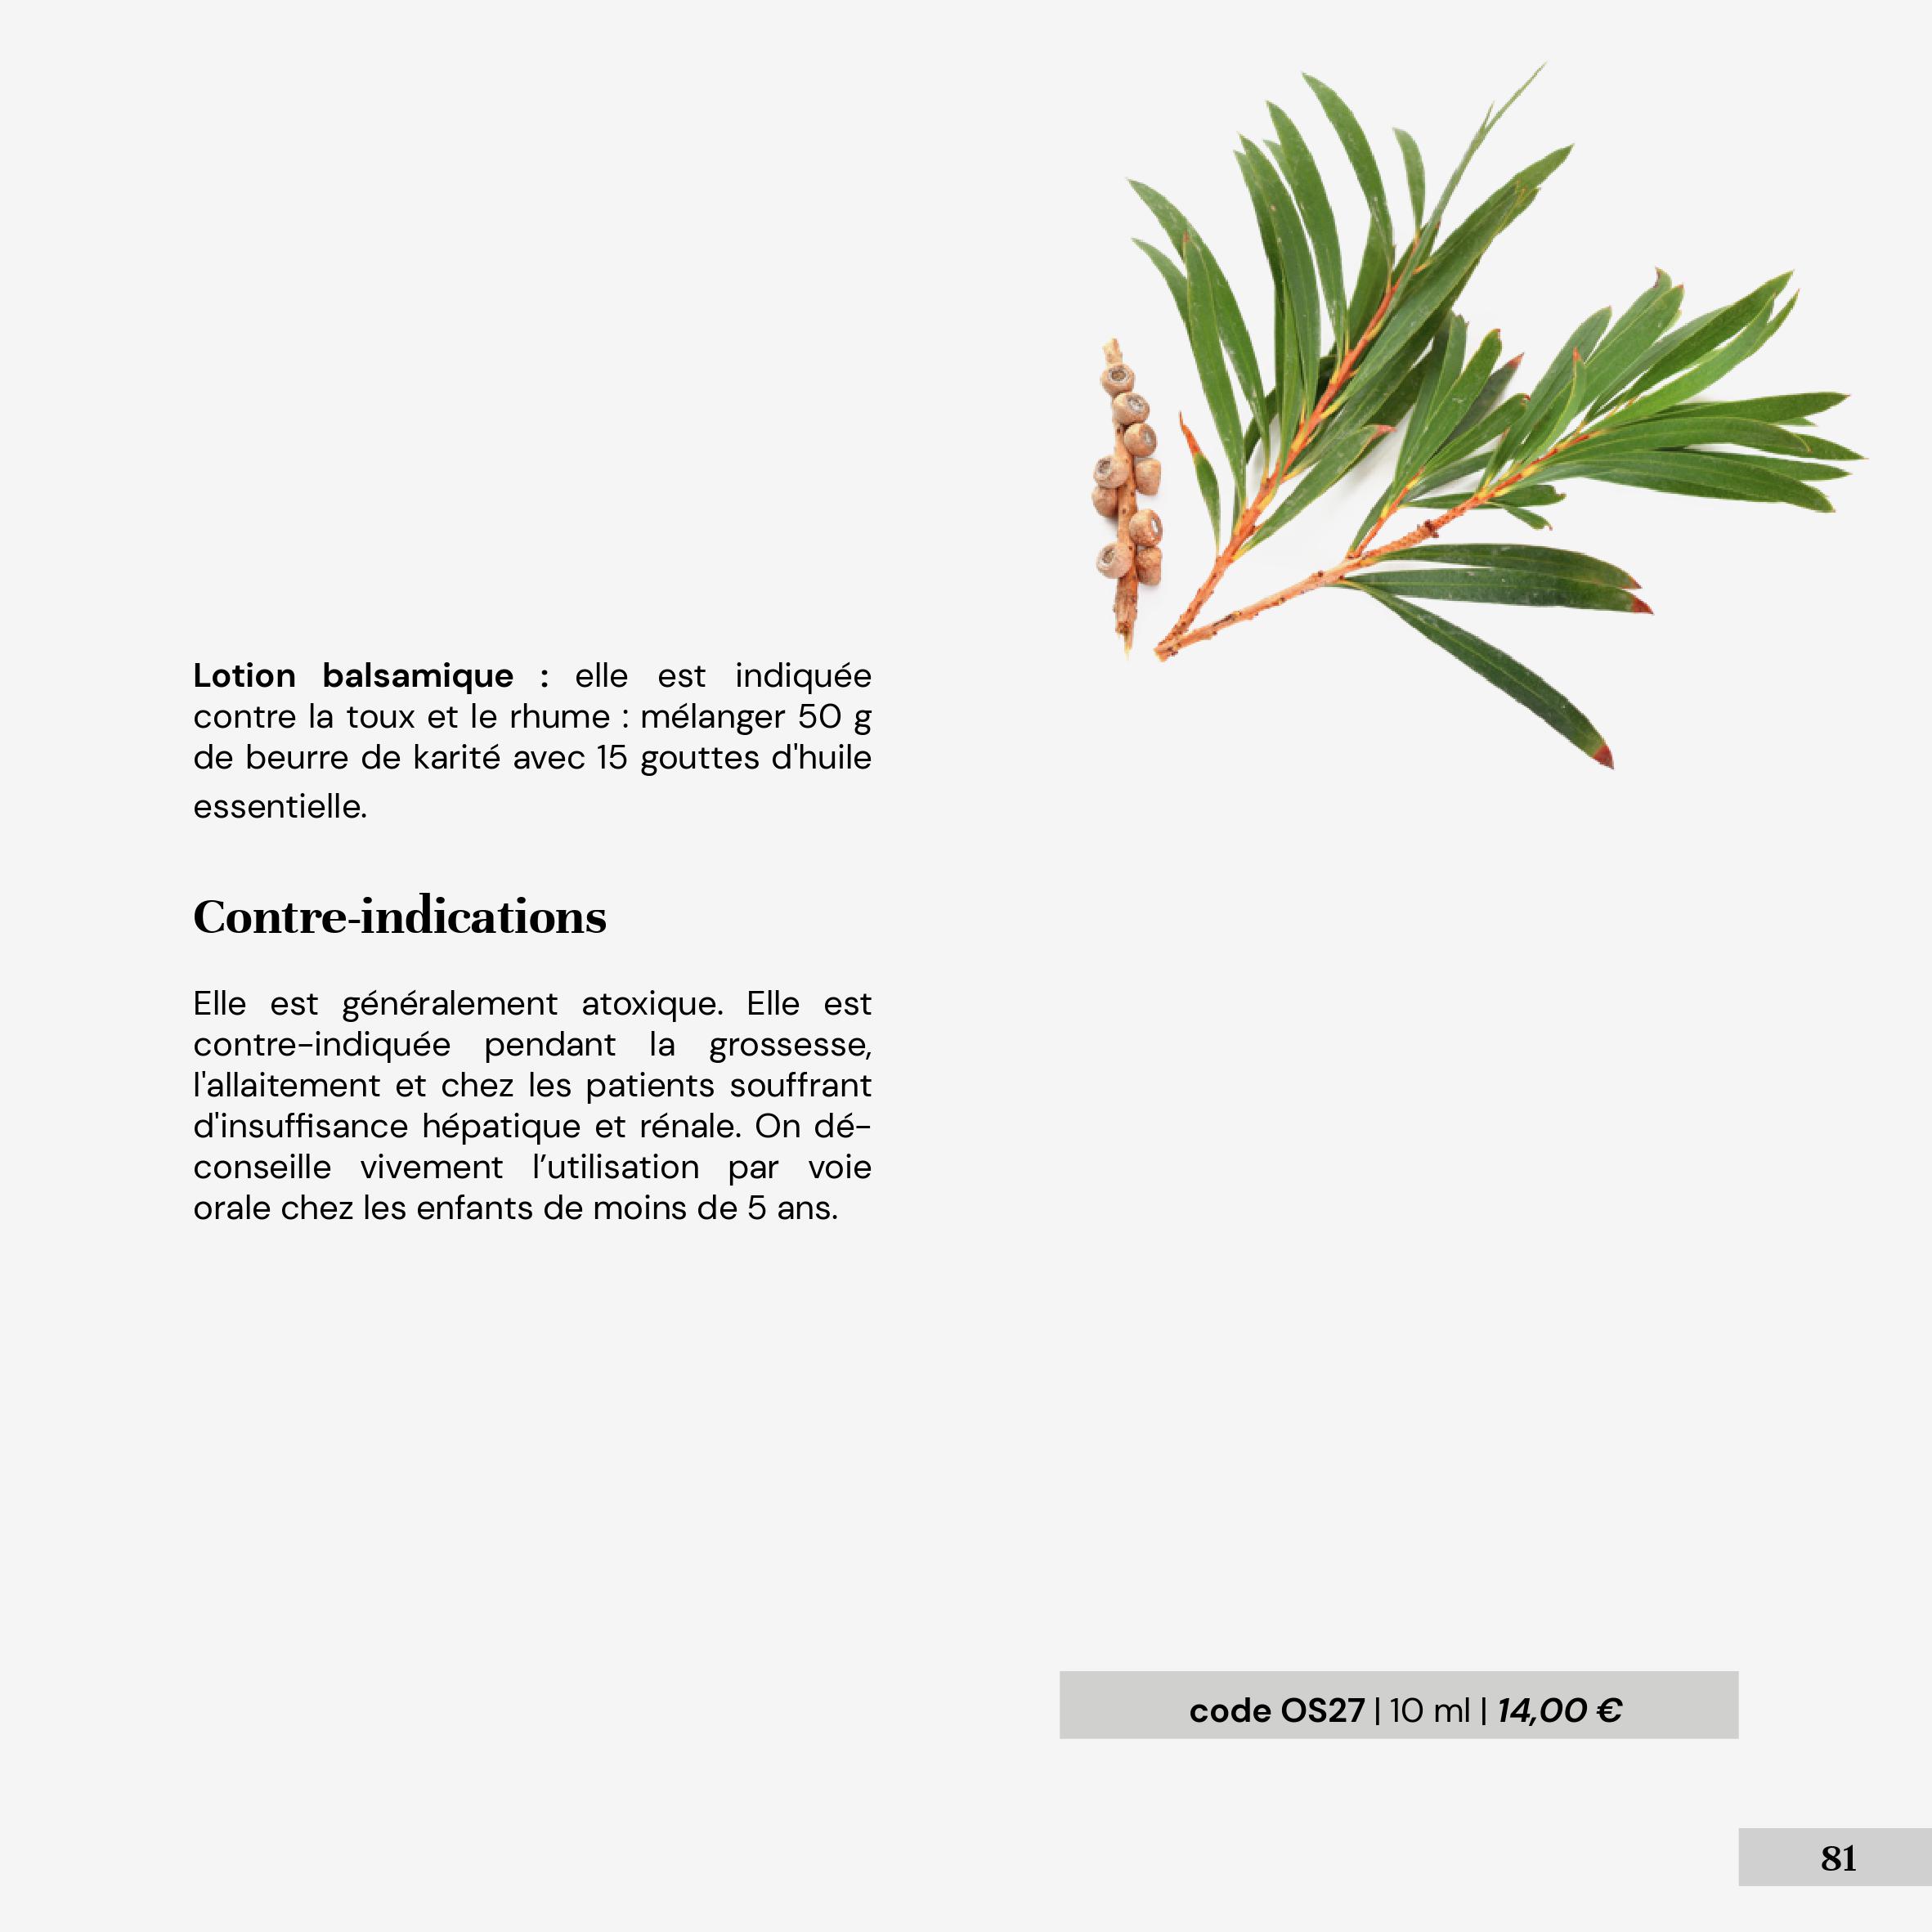 Lotion balsamique : elle est indiquée
contre la toux et le rhume : mélanger 50 g
de beurre de karité avec 15 gouttes d'huile
essentielle.
Contre-indications
Elle est généralement atoxique. Elle est
contre-indiquée pendant la grossesse,
l'allaitement et chez les patients souffrant
d'insuffisance hépatique et rénale. On dé-
conseille vivement l’utilisation par voie
orale chez les enfants de moins de 5 ans.
code OS27 | 10 ml | 14,00 €
81